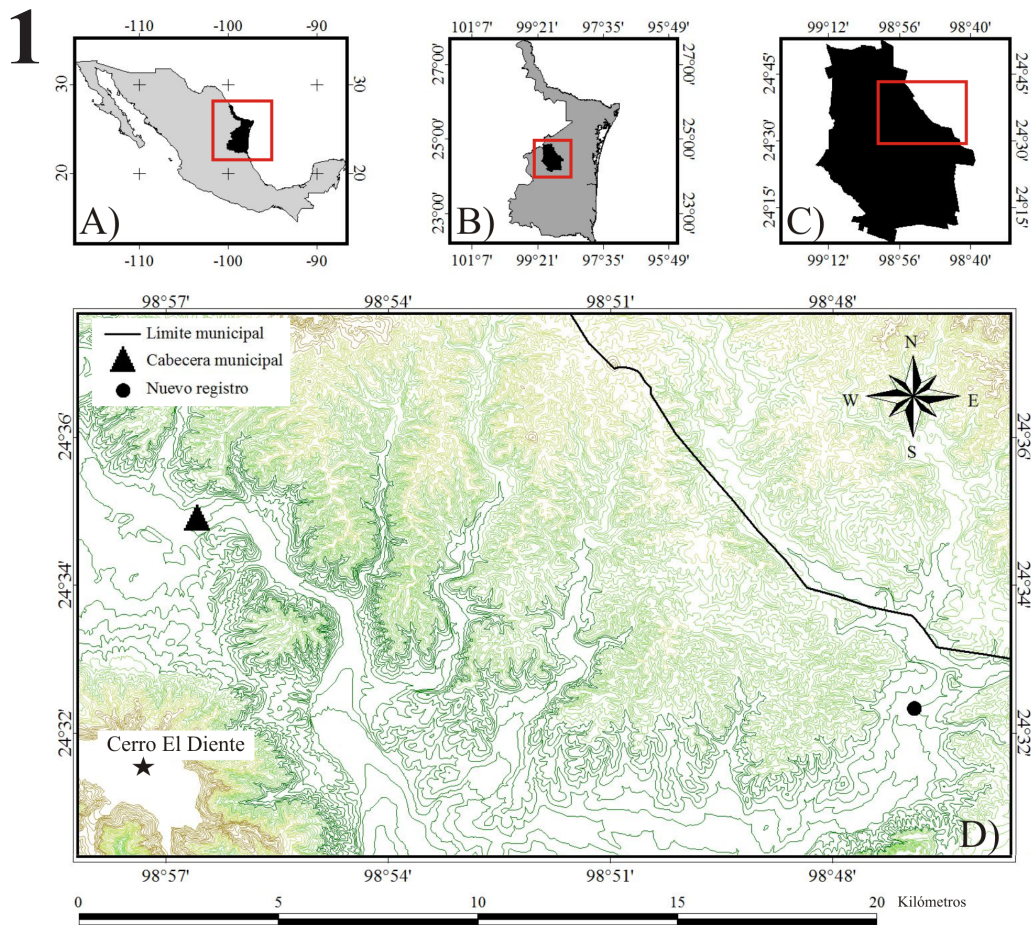 1
-110 -100 -90
30 30
20 20
A)
-110 -100 -90
101°7' 99°21' 97°35' 95°49'
27°00' 27°00'
25°00' 25°00'
23°00' 23°00'
B)
101°7' 99°21' 97°35' 95°49'
99°12' 98°56' 98°40'
24°45' 24°45'
24°30' 24°30'
24°15' 24°15'
C)
99°12' 98°56' 98°40'
98°57' 98°54' 98°51' 98°48'
Límite municipal
Cabecera municipal
Nuevo registro
N
W E
S
24°36' 24°36'
24°34' 24°34'
24°32' 24°32'
Cerro El Diente
D)
98°57' 98°54' 98°51' 98°48'
0 5 10 15 20 Kilómetros